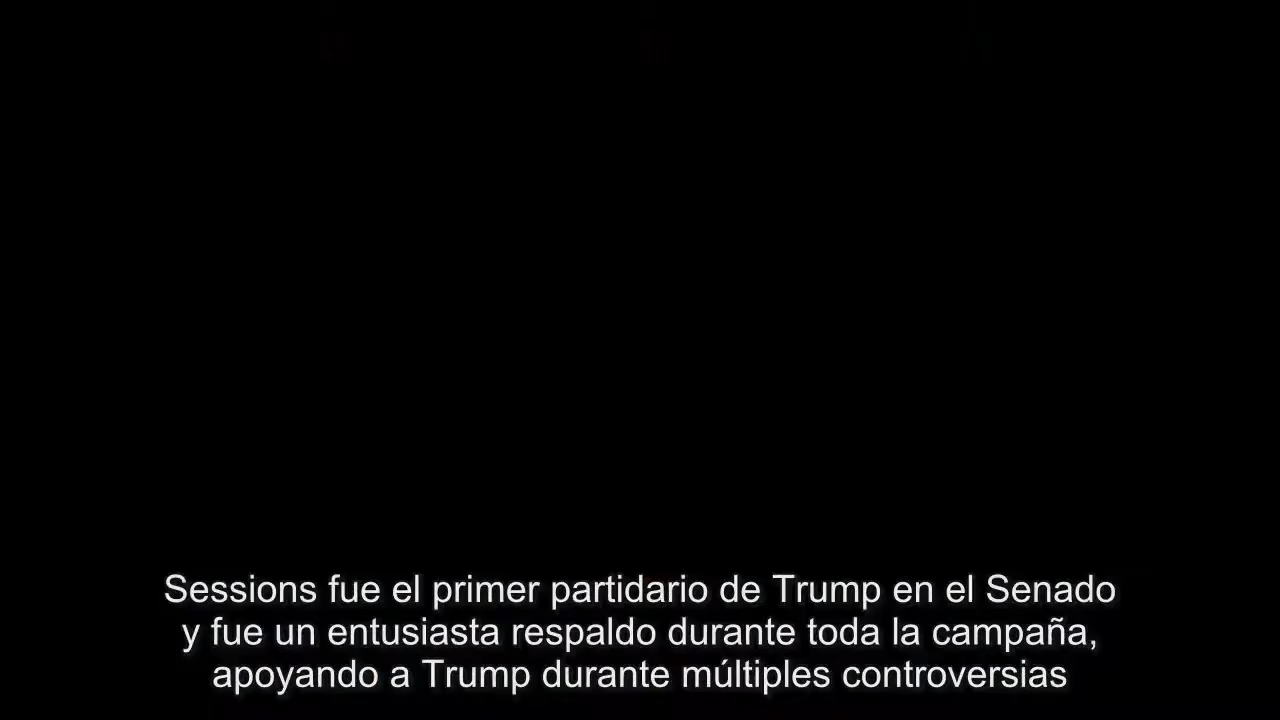 Sessions fue el primer partidario de Trump en el Senado
y fue un entusiasta respaldo durante toda la campaña,
apoyando a Trump durante múltiples controversias